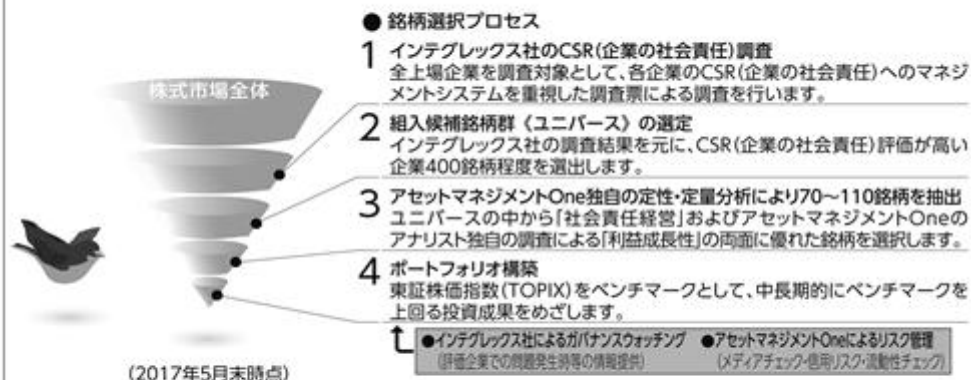 ● 銘柄選択プロセス
1 インテグレックス社のCSR(企業の社会責任)調査
全上場企業を調査対象として、各企業のCSR(企業の社会責任)へのマネジ
メントシステムを重視した調査票による調査を行います。
株式市場全体
2 組入候補銘柄群《ユニバース》の選定
インテグレックス社の調査結果を元に、CSR(企業の社会責任)評価が高い
企業400銘柄程度を選出します。
3 アセットマネジメントOne独自の定性・定量分析により70～110銘柄を抽出
ユニバースの中から「社会責任経営」およびアセットマネジメントOneの
アナリスト独自の調査による「利益成長性」の両面に優れた銘柄を選択します。
4 ポートフォリオ構築
東証株価指数(TOPIX)をベンチマークとして、中長期的にベンチマークを
上回る投資成果をめざします。
●インテグレックス社によるガバナンスウォッチング ●アセットマネジメントOneによるリスク管理
(評価企業での問題発生時等の情報提供) (メディアチェック・信用リスク・流動性チェック)
(2017年5月末時点)